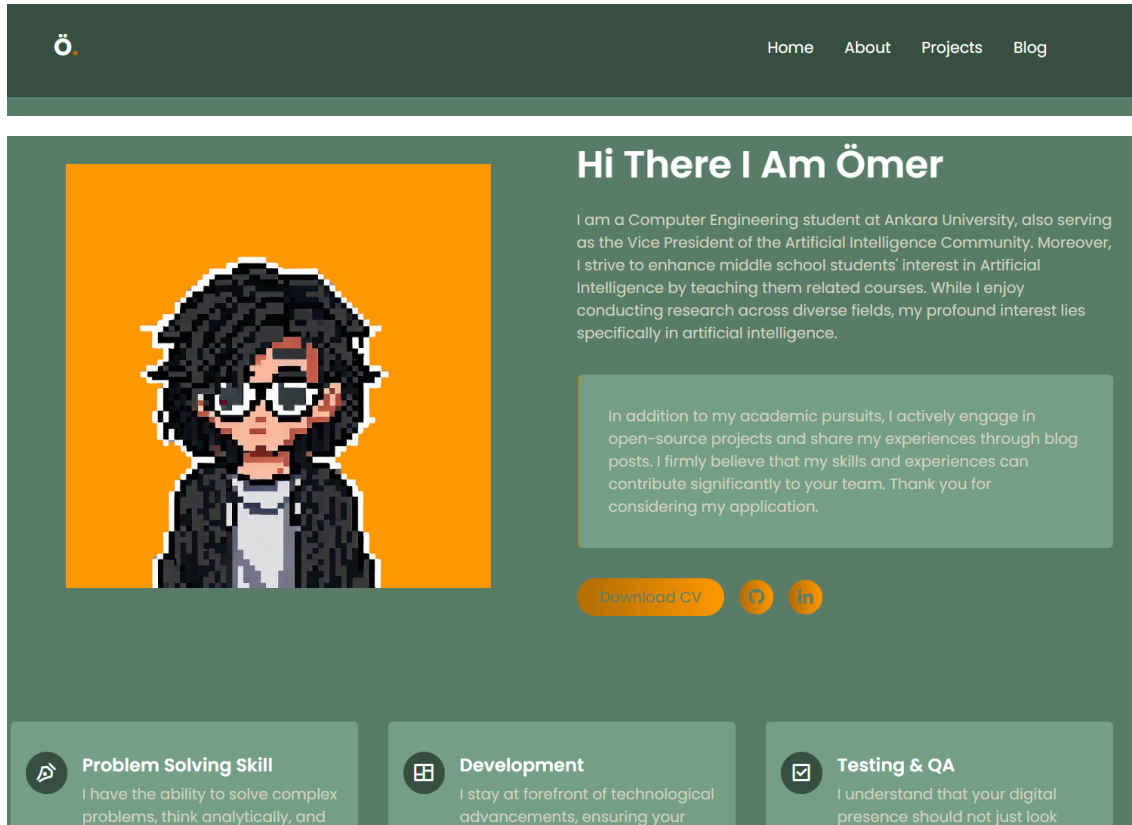 Ö.
Home About Projects Blog
Hi There I Am Ömer
I am a Computer Engineering student at Ankara University, also serving
as the Vice President of the Artificial Intelligence Community. Moreover,
I strive to enhance middle school students' interest in Artificial
Intelligence by teaching them related courses. While I enjoy
conducting research across diverse fields, my profound interest lies
specifically in artificial intelligence.
In addition to my academic pursuits, I actively engage in
open-source projects and share my experiences through blog
posts. I firmly believe that my skills and experiences can
contribute significantly to your team. Thank you for
considering my application.
Download CV in
Problem Solving Skill
I have the ability to solve complex
problems, think analytically, and
Development
I stay at forefront of technological
advancements, ensuring your
Testing & QA
I understand that your digital
presence should not just look